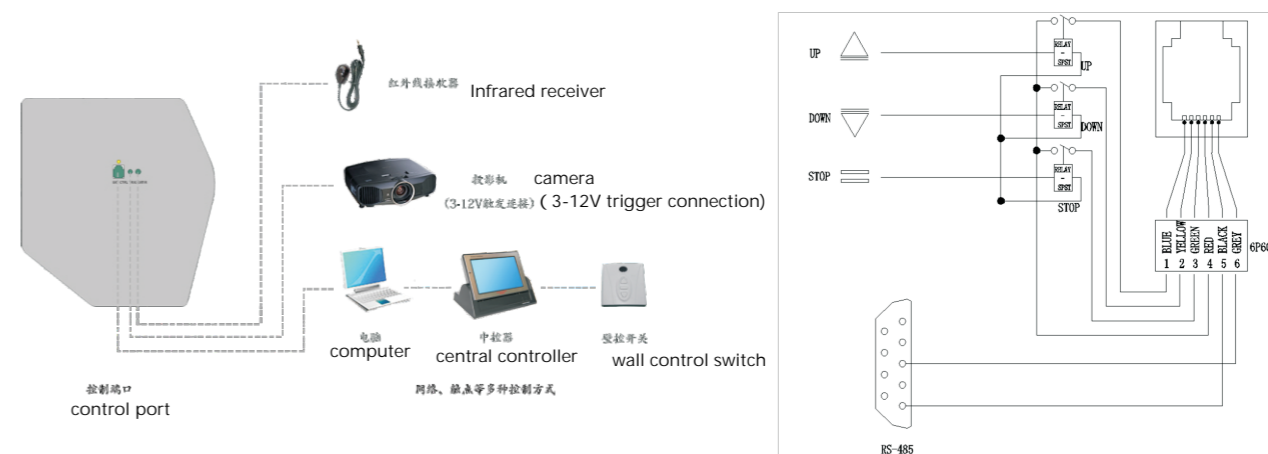 红外线接收器 Infrared receiver
投影机 camera
(3-12V触发连接) ( 3-12V trigger connection)
电脑
computer
中控器
central controller
壁控开关
wall control switch
控制端口
control port
网络、触点等多种控制方式
UP
RELAY
-
SPST
UP
DOWN
RELAY
-
SPST
DOWN
STOP
RELAY
-
SPST
STOP
BLUE YELLOW GREEN RED BLACK GREY
1 2 3 4 5 6
RS-485